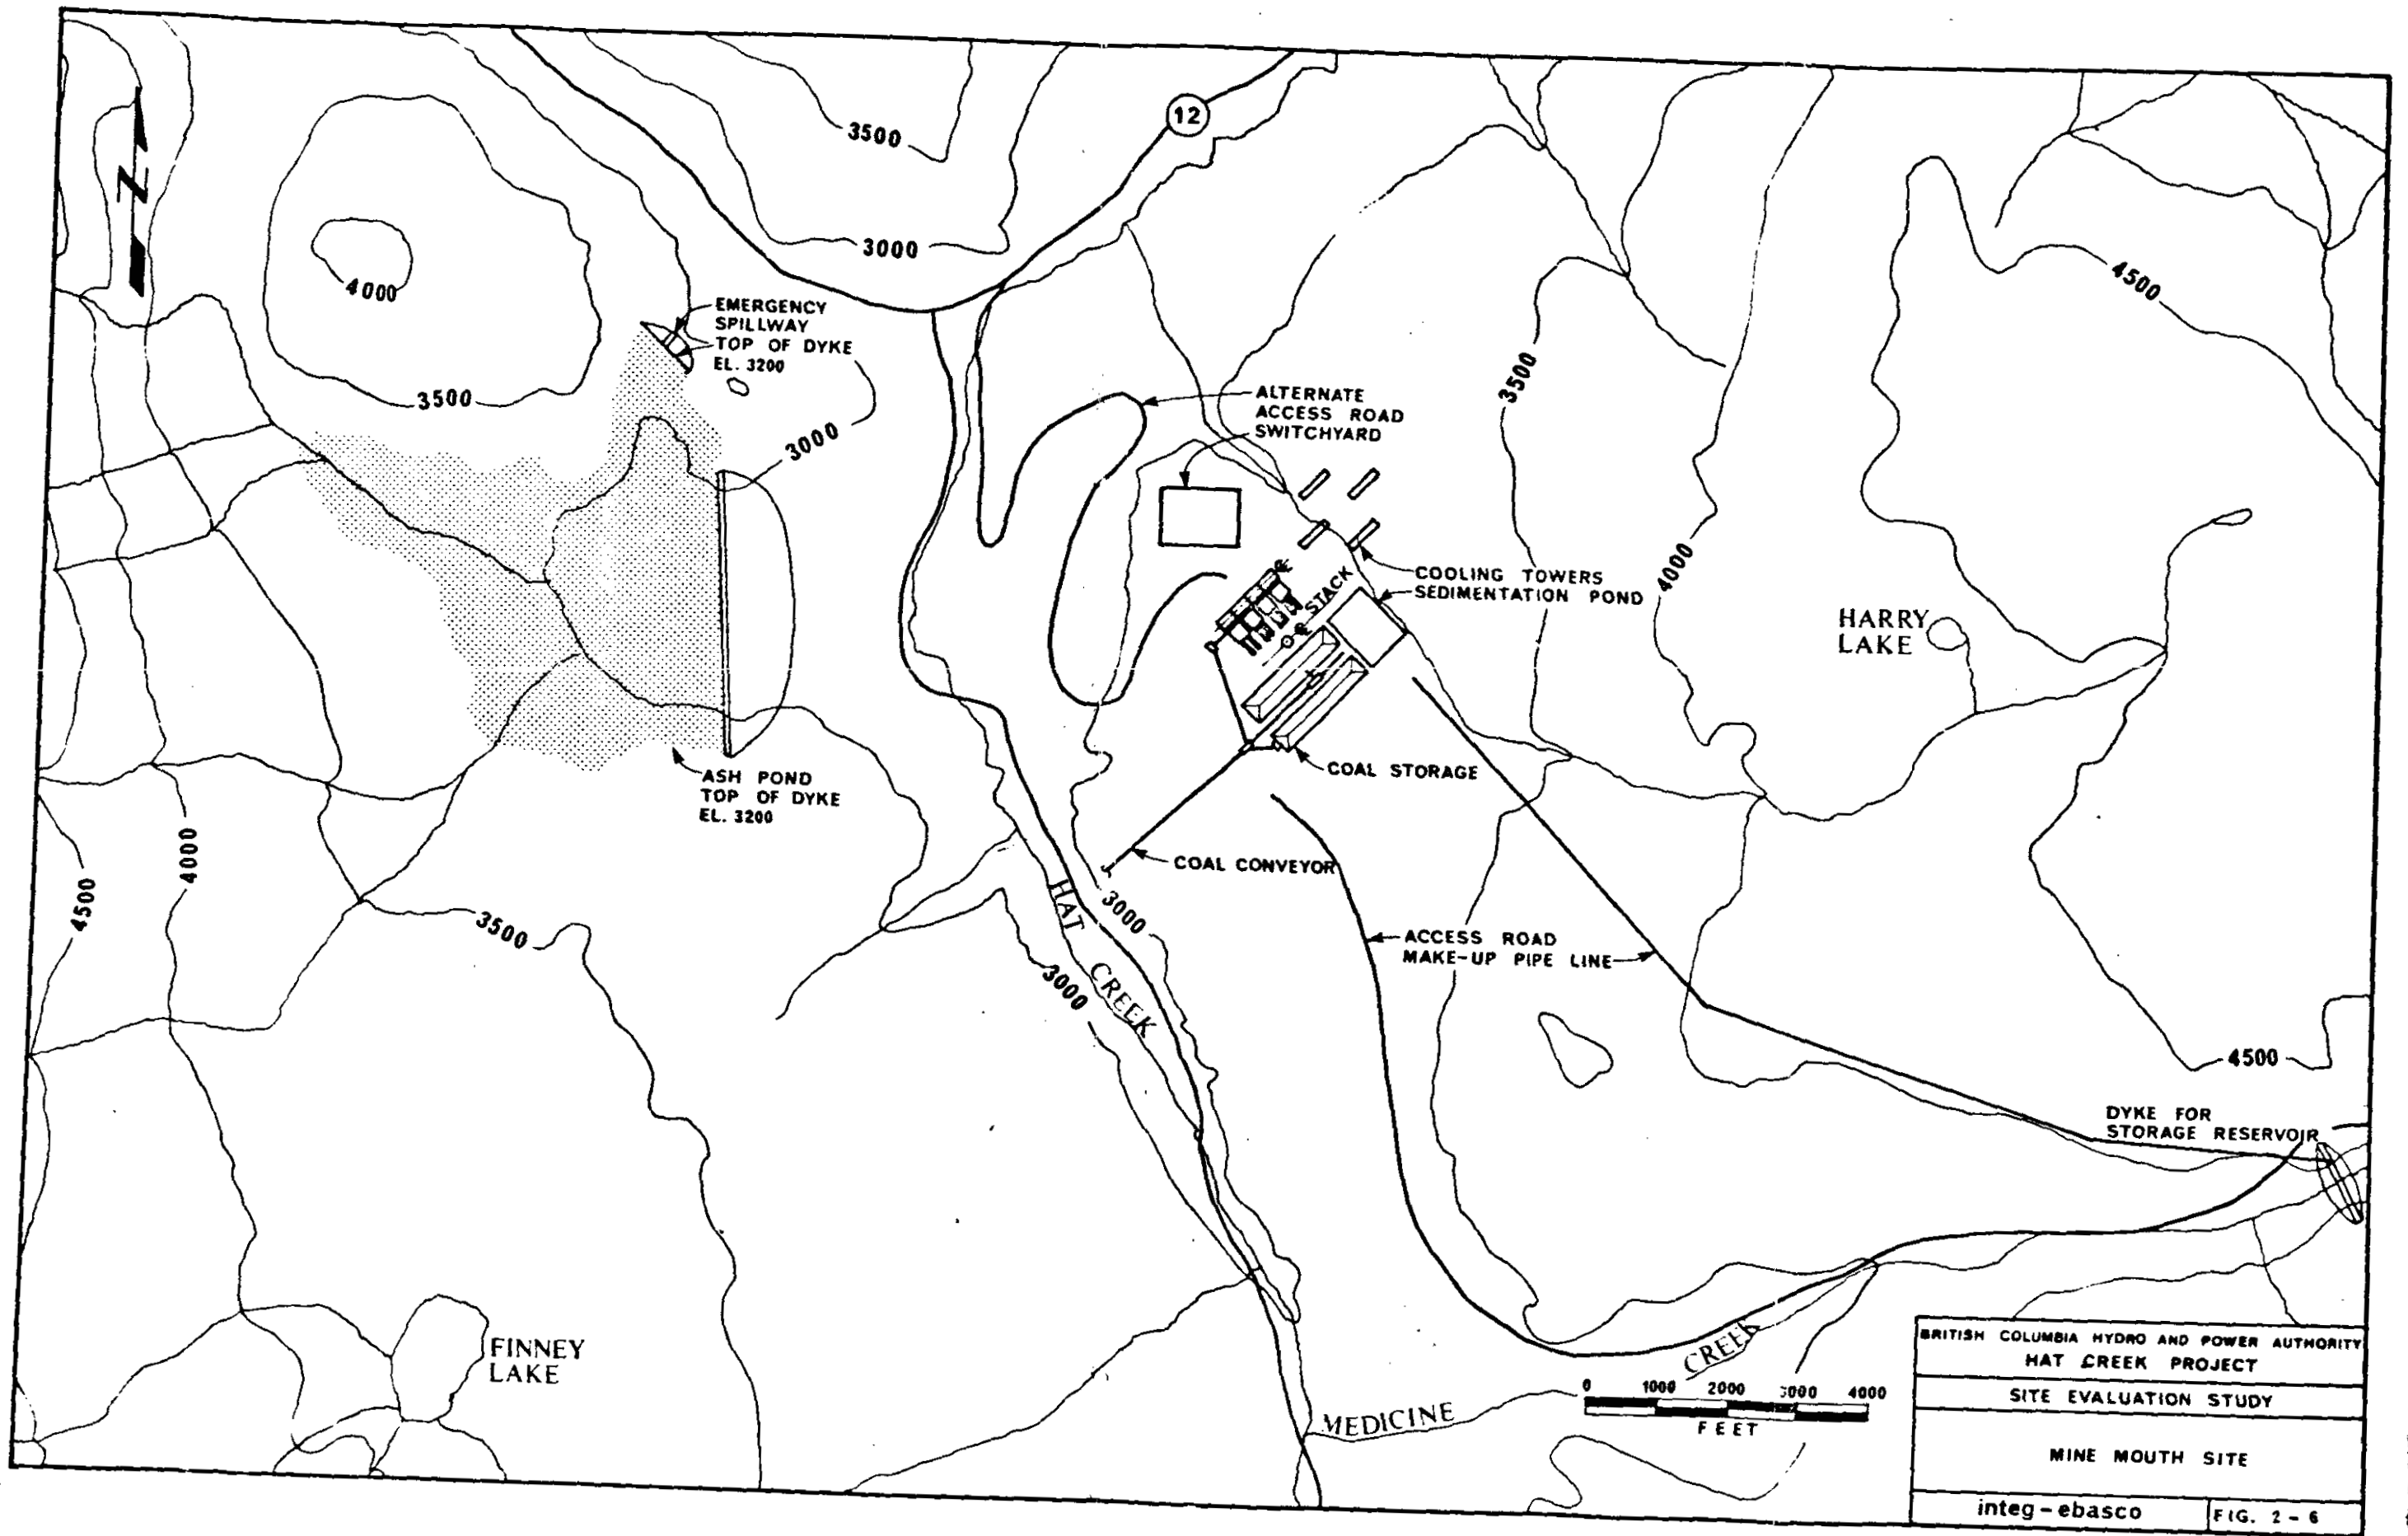 12
3500
3000
N
4000
EMERGENCY
SPILLWAY
TOP OF DYKE
EL. 3200
3500
3000
4500
ALTERNATE
ACCESS ROAD
SWITCHYARD
3500
4000
STACK
COOLING TOWERS
SEDIMENTATION POND
HARRY
LAKE
ASH POND
TOP OF DYKE
EL. 3200
COAL STORAGE
COAL CONVEYOR
4500
4000
3500
3000
3000
HAT CREEK
ACCESS ROAD
MAKE-UP PIPE LINE
4500
DYKE FOR
STORAGE RESERVOIR
FINNEY
LAKE
MEDICINE CREEK
0 1000 2000 3000 4000
FEET
BRITISH COLUMBIA HYDRO AND POWER AUTHORITY
HAT CREEK PROJECT
SITE EVALUATION STUDY
MINE MOUTH SITE
integ-ebasco
FIG. 2-6